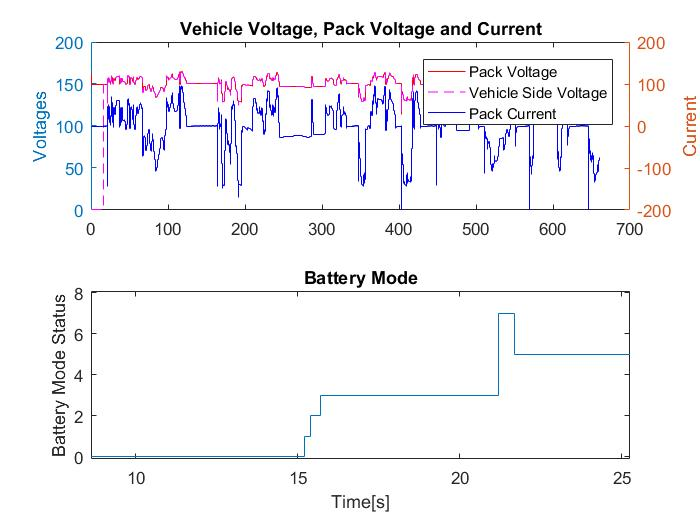 Vehicle Voltage, Pack Voltage and Current
200
150
100
50
0
Voltages
200
100
0
-100
-200
Current
Pack Voltage
Vehicle Side Voltage
Pack Current
0 100 200 300 400 500 600 700
Battery Mode
8
6
4
2
0
Battery Mode Status
10 15 20 25
Time[s]